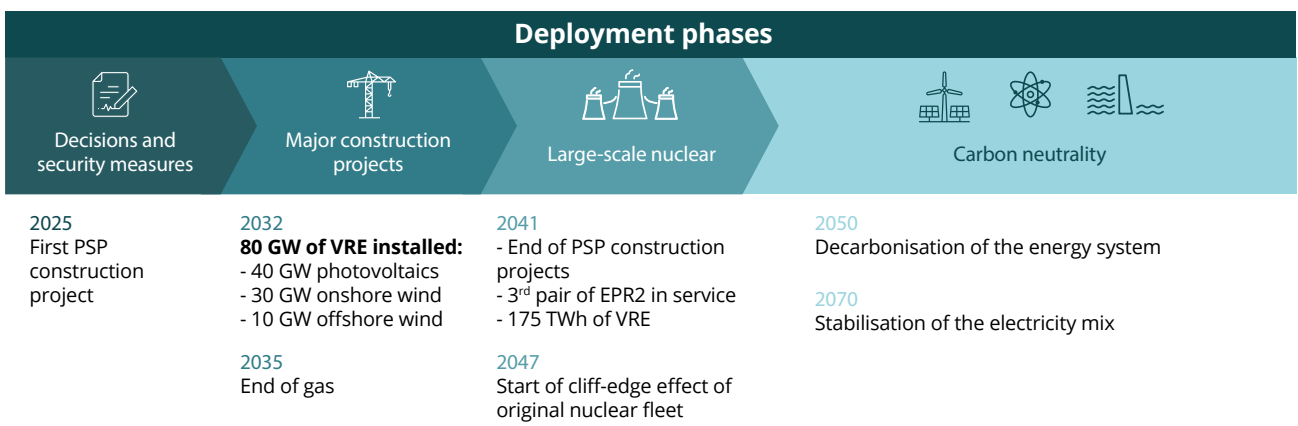 Deployment phases
Decisions and
security measures
Major construction
projects
Large-scale nuclear
Carbon neutrality
2025
First PSP
construction
project
2032
80 GW of VRE installed:
- 40 GW photovoltaics
- 30 GW onshore wind
- 10 GW offshore wind
2035
End of gas
2041
- End of PSP construction
projects
- 3rd pair of EPR2 in service
- 175 TWh of VRE
2047
Start of cliff-edge effect of
original nuclear fleet
2050
Decarbonisation of the energy system
2070
Stabilisation of the electricity mix